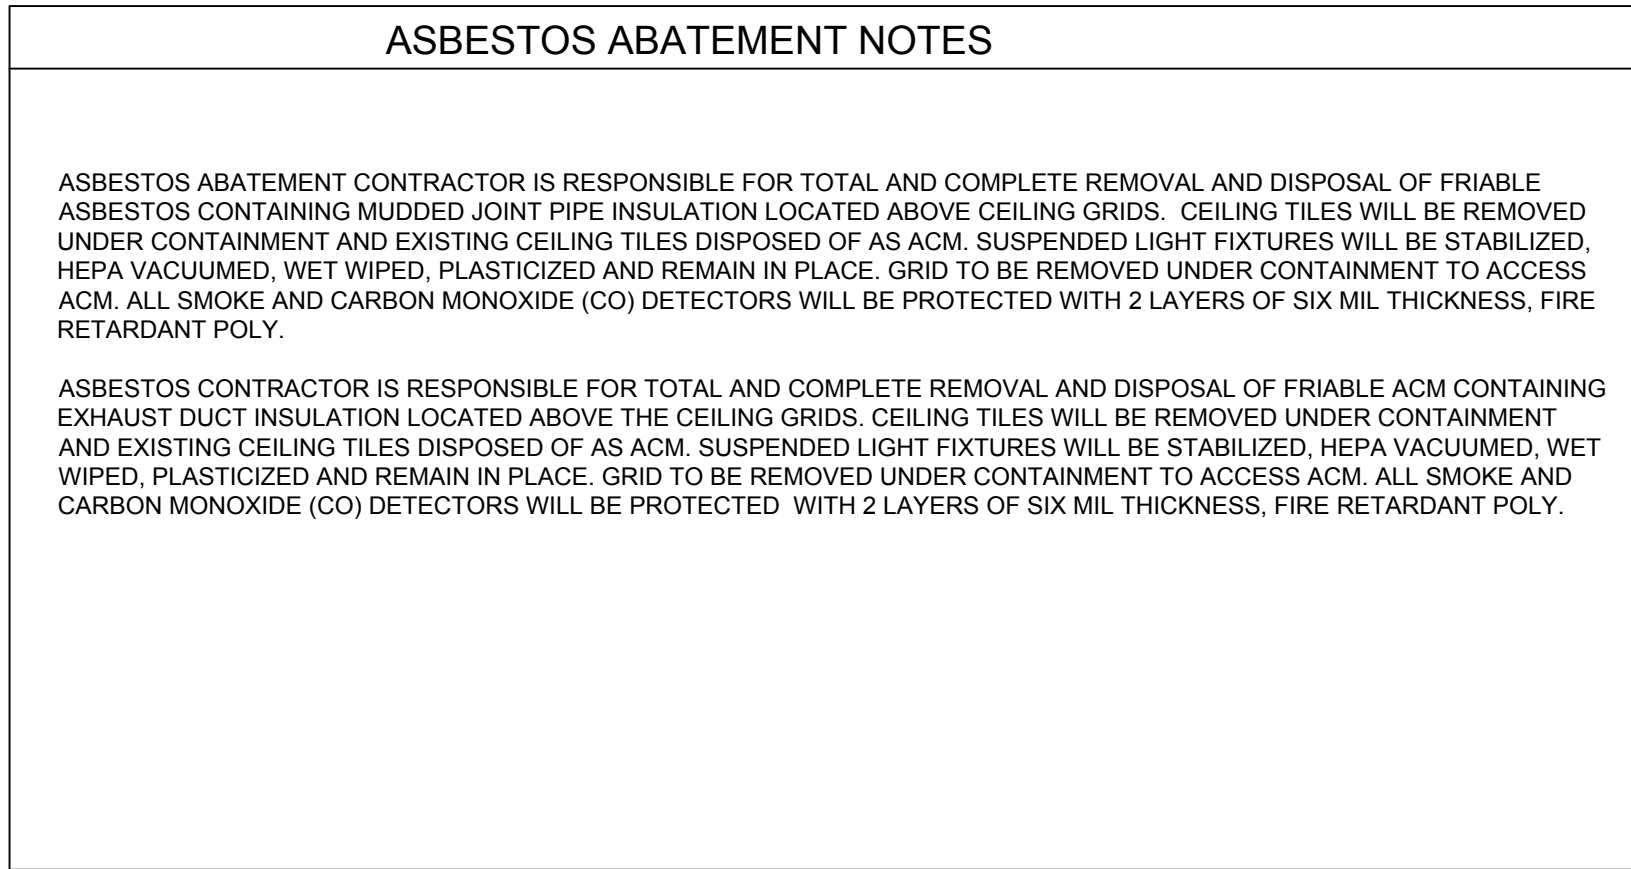 ASBESTOS ABATEMENT NOTES
ASBESTOS ABATEMENT CONTRACTOR IS RESPONSIBLE FOR TOTAL AND COMPLETE REMOVAL AND DISPOSAL OF FRIABLE
ASBESTOS CONTAINING MUDDED JOINT PIPE INSULATION LOCATED ABOVE CEILING GRIDS.  CEILING TILES WILL BE REMOVED
UNDER CONTAINMENT AND EXISTING CEILING TILES DISPOSED OF AS ACM. SUSPENDED LIGHT FIXTURES WILL BE STABILIZED,
HEPA VACUUMED, WET WIPED, PLASTICIZED AND REMAIN IN PLACE. GRID TO BE REMOVED UNDER CONTAINMENT TO ACCESS
ACM. ALL SMOKE AND CARBON MONOXIDE (CO) DETECTORS WILL BE PROTECTED WITH 2 LAYERS OF SIX MIL THICKNESS, FIRE
RETARDANT POLY.
ASBESTOS CONTRACTOR IS RESPONSIBLE FOR TOTAL AND COMPLETE REMOVAL AND DISPOSAL OF FRIABLE ACM CONTAINING
EXHAUST DUCT INSULATION LOCATED ABOVE THE CEILING GRIDS. CEILING TILES WILL BE REMOVED UNDER CONTAINMENT
AND EXISTING CEILING TILES DISPOSED OF AS ACM. SUSPENDED LIGHT FIXTURES WILL BE STABILIZED, HEPA VACUUMED, WET
WIPED, PLASTICIZED AND REMAIN IN PLACE. GRID TO BE REMOVED UNDER CONTAINMENT TO ACCESS ACM. ALL SMOKE AND
CARBON MONOXIDE (CO) DETECTORS WILL BE PROTECTED  WITH 2 LAYERS OF SIX MIL THICKNESS, FIRE RETARDANT POLY.